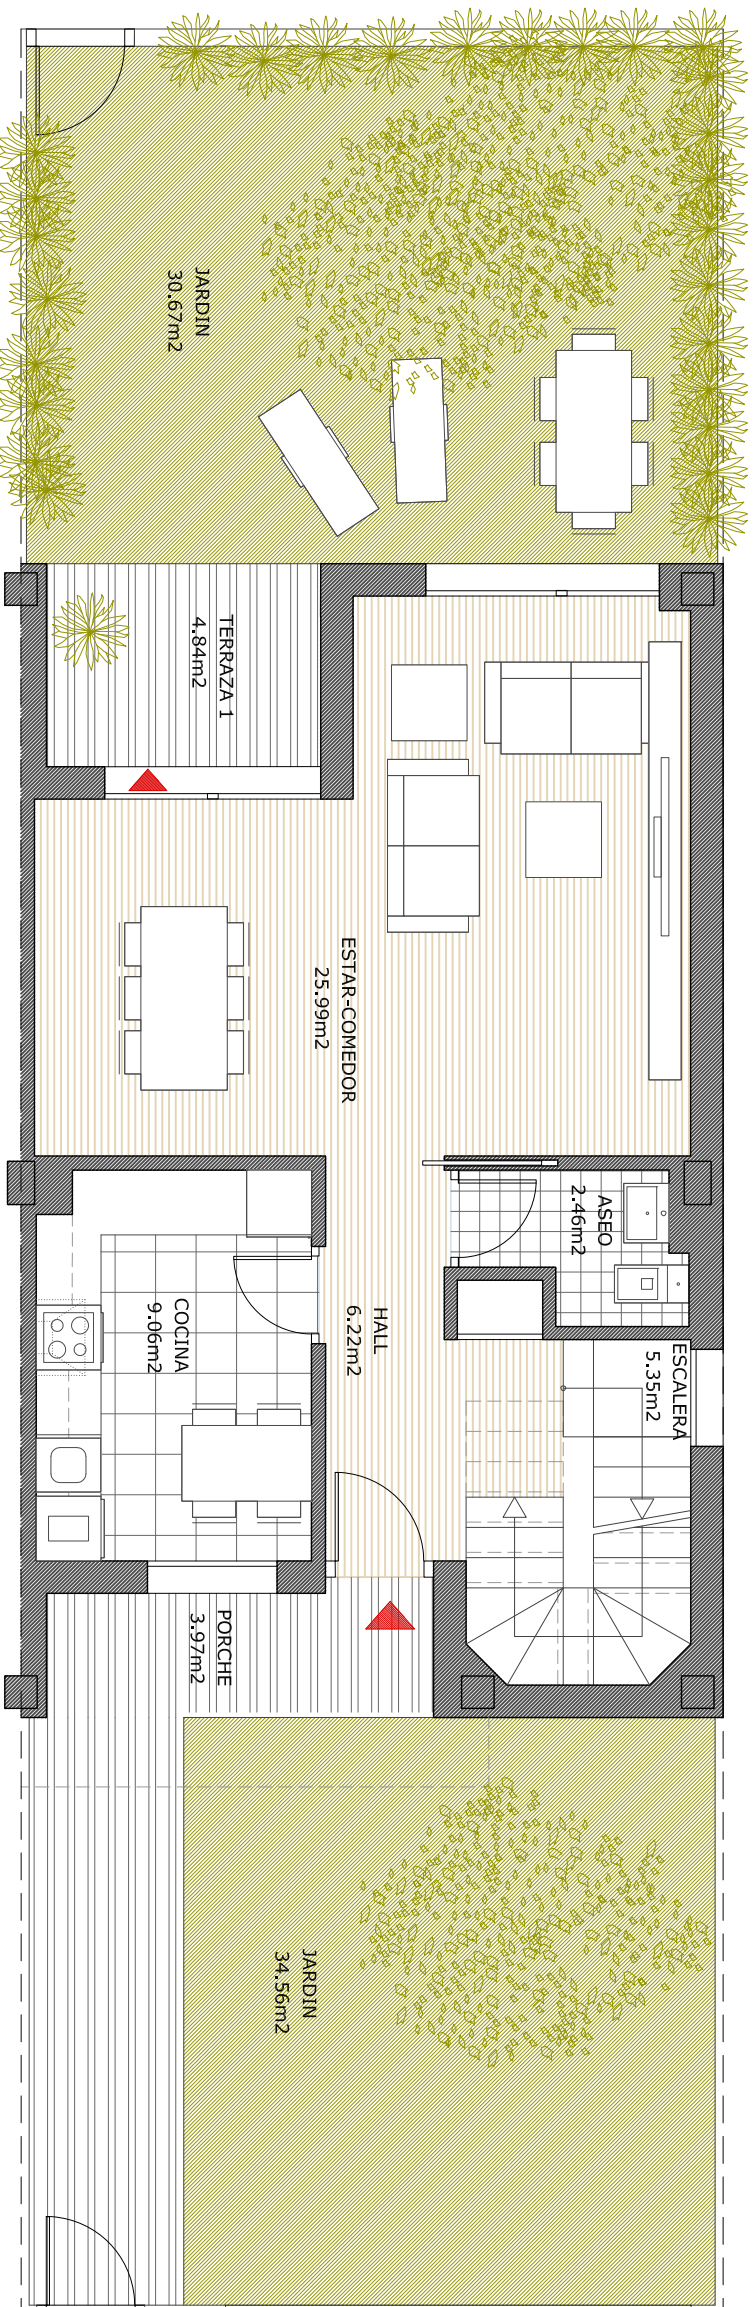 JARDIN
30.67m2
TERRAZA 1
4.84m2
ESTAR-COMEDOR
25.99m2
ASEO
2.46m2
COCINA
9.06m2
HALL
6.22m2
ESCALERA
5.35m2
PORCHE
3.97m2
JARDIN
34.56m2